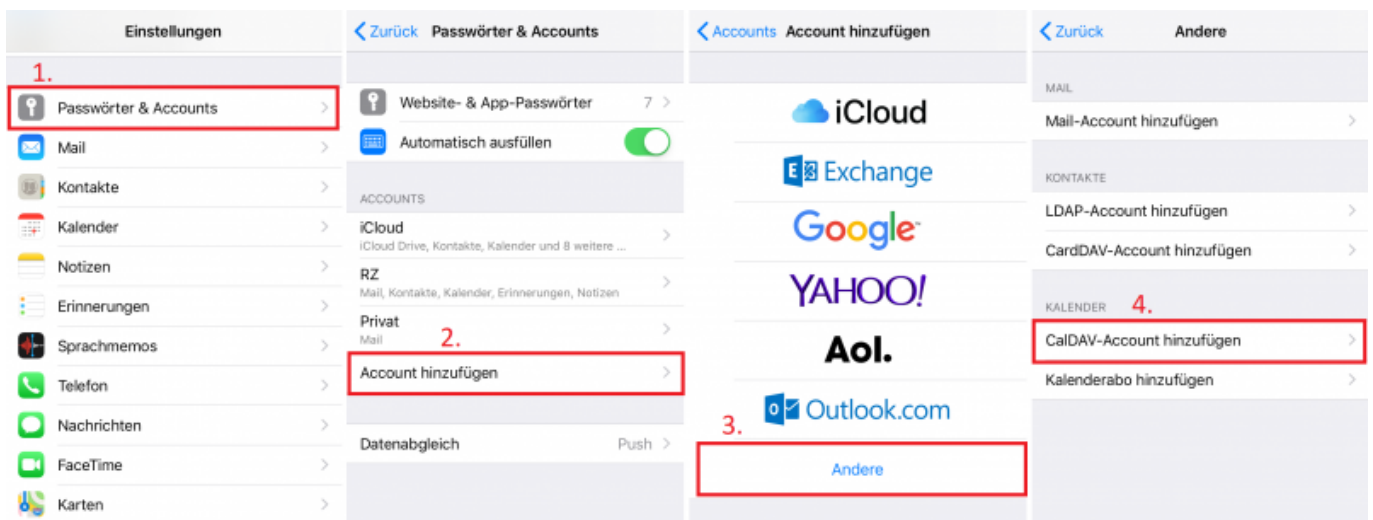 Einstellungen
1.
Passwörter & Accounts
Mail
Kontakte
Kalender
Notizen
Erinnerungen
Sprachmemos
Telefon
Nachrichten
FaceTime
Karten
Zurück Passwörter & Accounts
Website- & App-Passwörter 7
Automatisch ausfüllen
ACCOUNTS
iCloud
iCloud Drive, Kontakte, Kalender und 8 weitere ...
RZ
Mail, Kontakte, Kalender, Erinnerungen, Notizen
Privat
Mail
2.
Account hinzufügen
Datenabgleich Push
Accounts Account hinzufügen
iCloud
Exchange
Google
YAHOO!
Aol.
Outlook.com
3.
Andere
Zurück Andere
MAIL
Mail-Account hinzufügen
KONTAKTE
LDAP-Account hinzufügen
CardDAV-Account hinzufügen
KALENDER 4.
CalDAV-Account hinzufügen
Kalenderabo hinzufügen